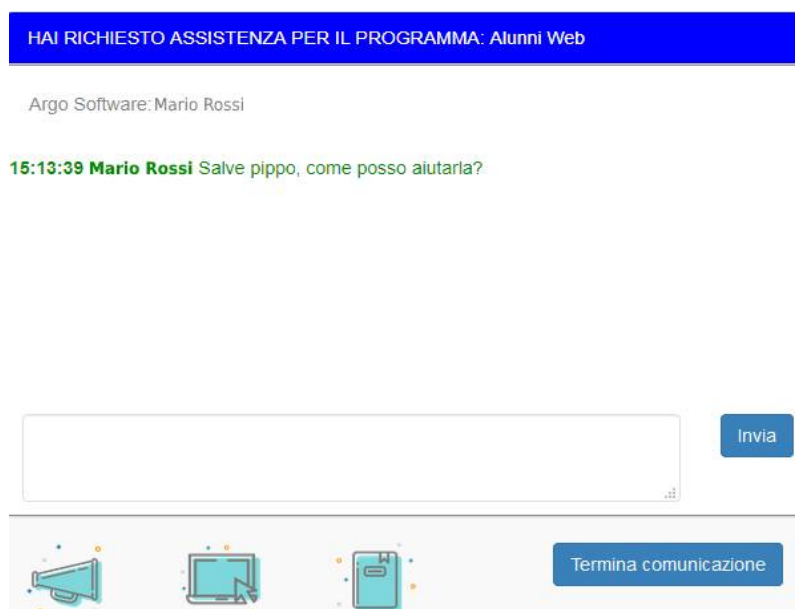 HAI RICHIESTO ASSISTENZA PER IL PROGRAMMA: Alunni Web
Argo Software: Mario Rossi
15:13:39 Mario Rossi Salve pippo, come posso aiutarla?
Invia
Termina comunicazione